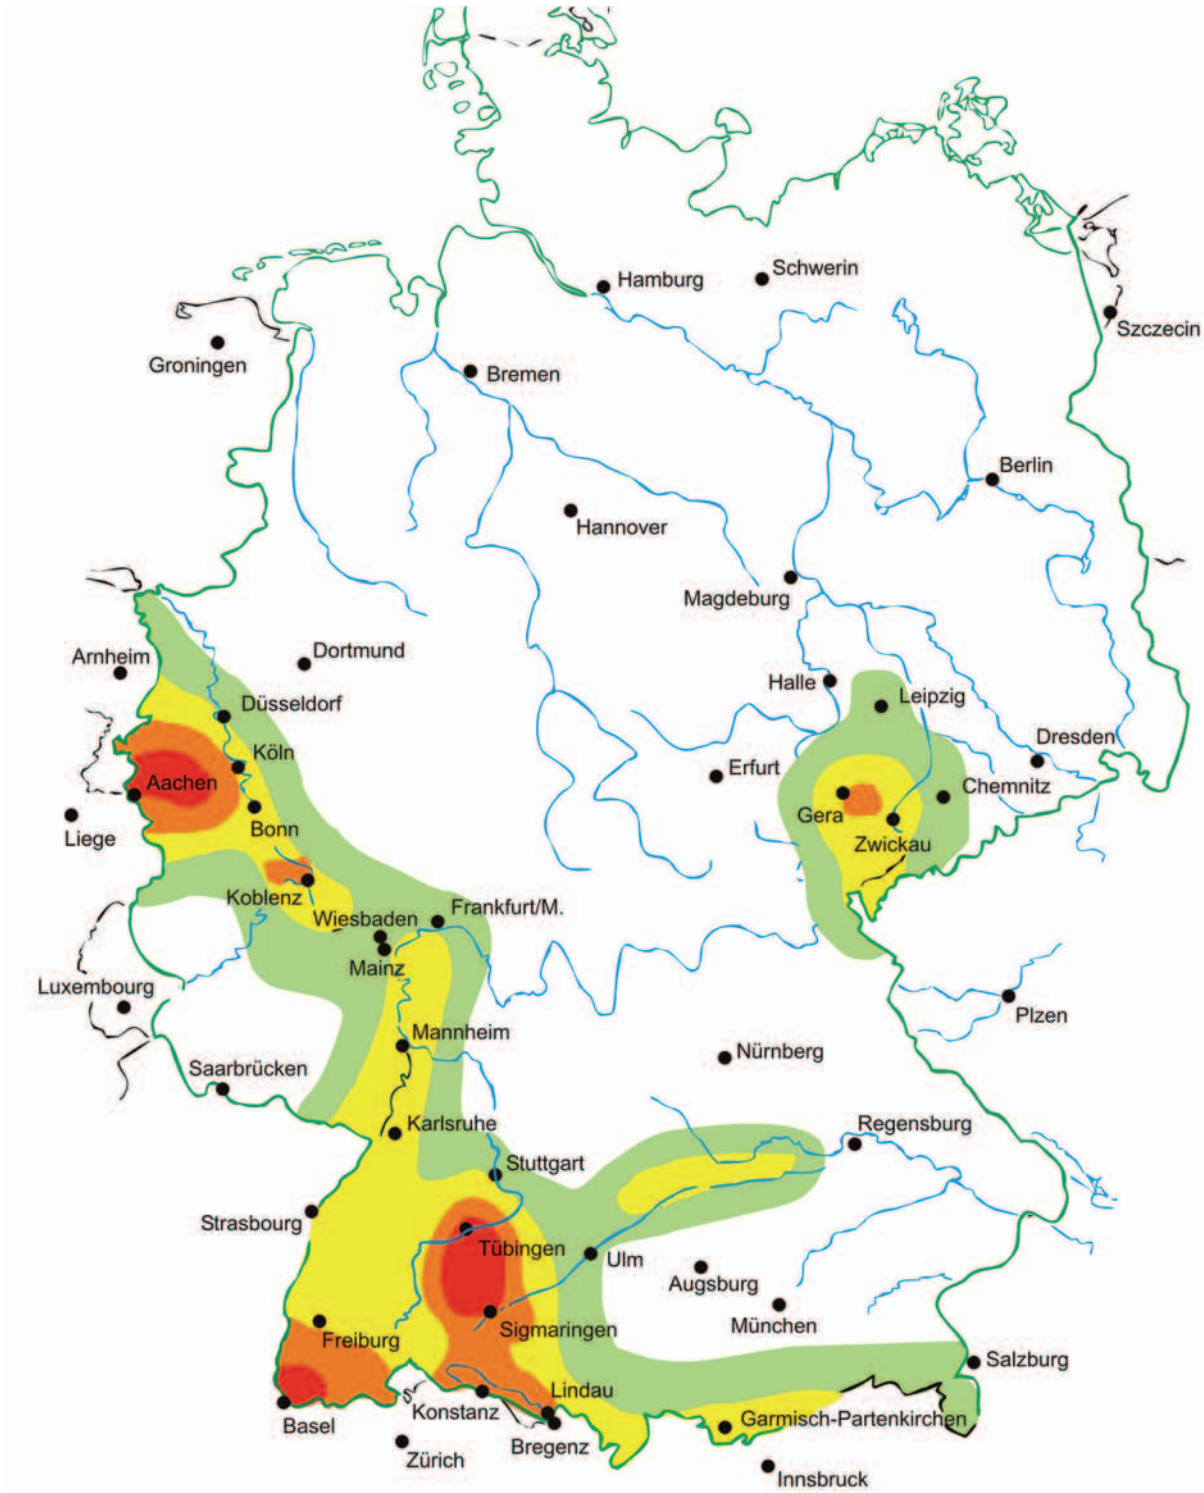 Hamburg
Schwerin
Szczecin
Groningen
Bremen
Berlin
Hannover
Magdeburg
Arnheim
Dortmund
Halle
Leipzig
Düsseldorf
Dresden
Köln
Erfurt
Aachen
Chemnitz
Gera
Liege
Bonn
Zwickau
Koblenz
Wiesbaden
Frankfurt/M.
Mainz
Luxembourg
Plzen
Mannheim
Nürnberg
Saarbrücken
Karlsruhe
Regensburg
Stuttgart
Strasbourg
Tübingen
Ulm
Augsburg
München
Sigmaringen
Freiburg
Salzburg
Lindau
Konstanz
Basel
Garmisch-Partenkirchen
Bregenz
Zürich
Innsbruck